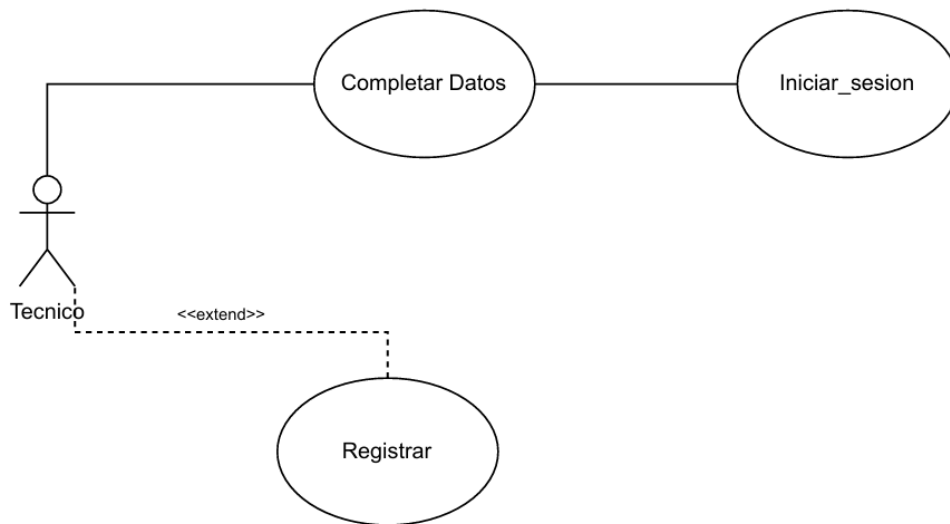 Completar Datos
Iniciar_sesion
Tecnico
<<extend>>
Registrar